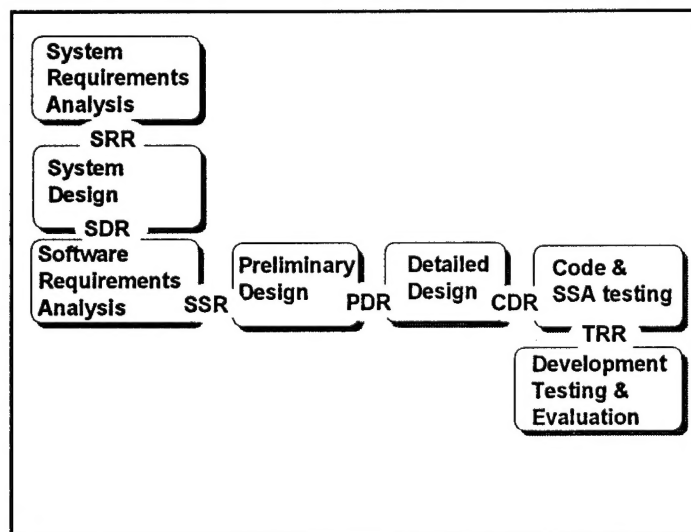 System
Requirements
Analysis
SRR
System
Design
SDR
Software
Requirements
Analysis
SSR
Preliminary
Design
PDR
Detailed
Design
CDR
Code &
SSA testing
TRR
Development
Testing &
Evaluation